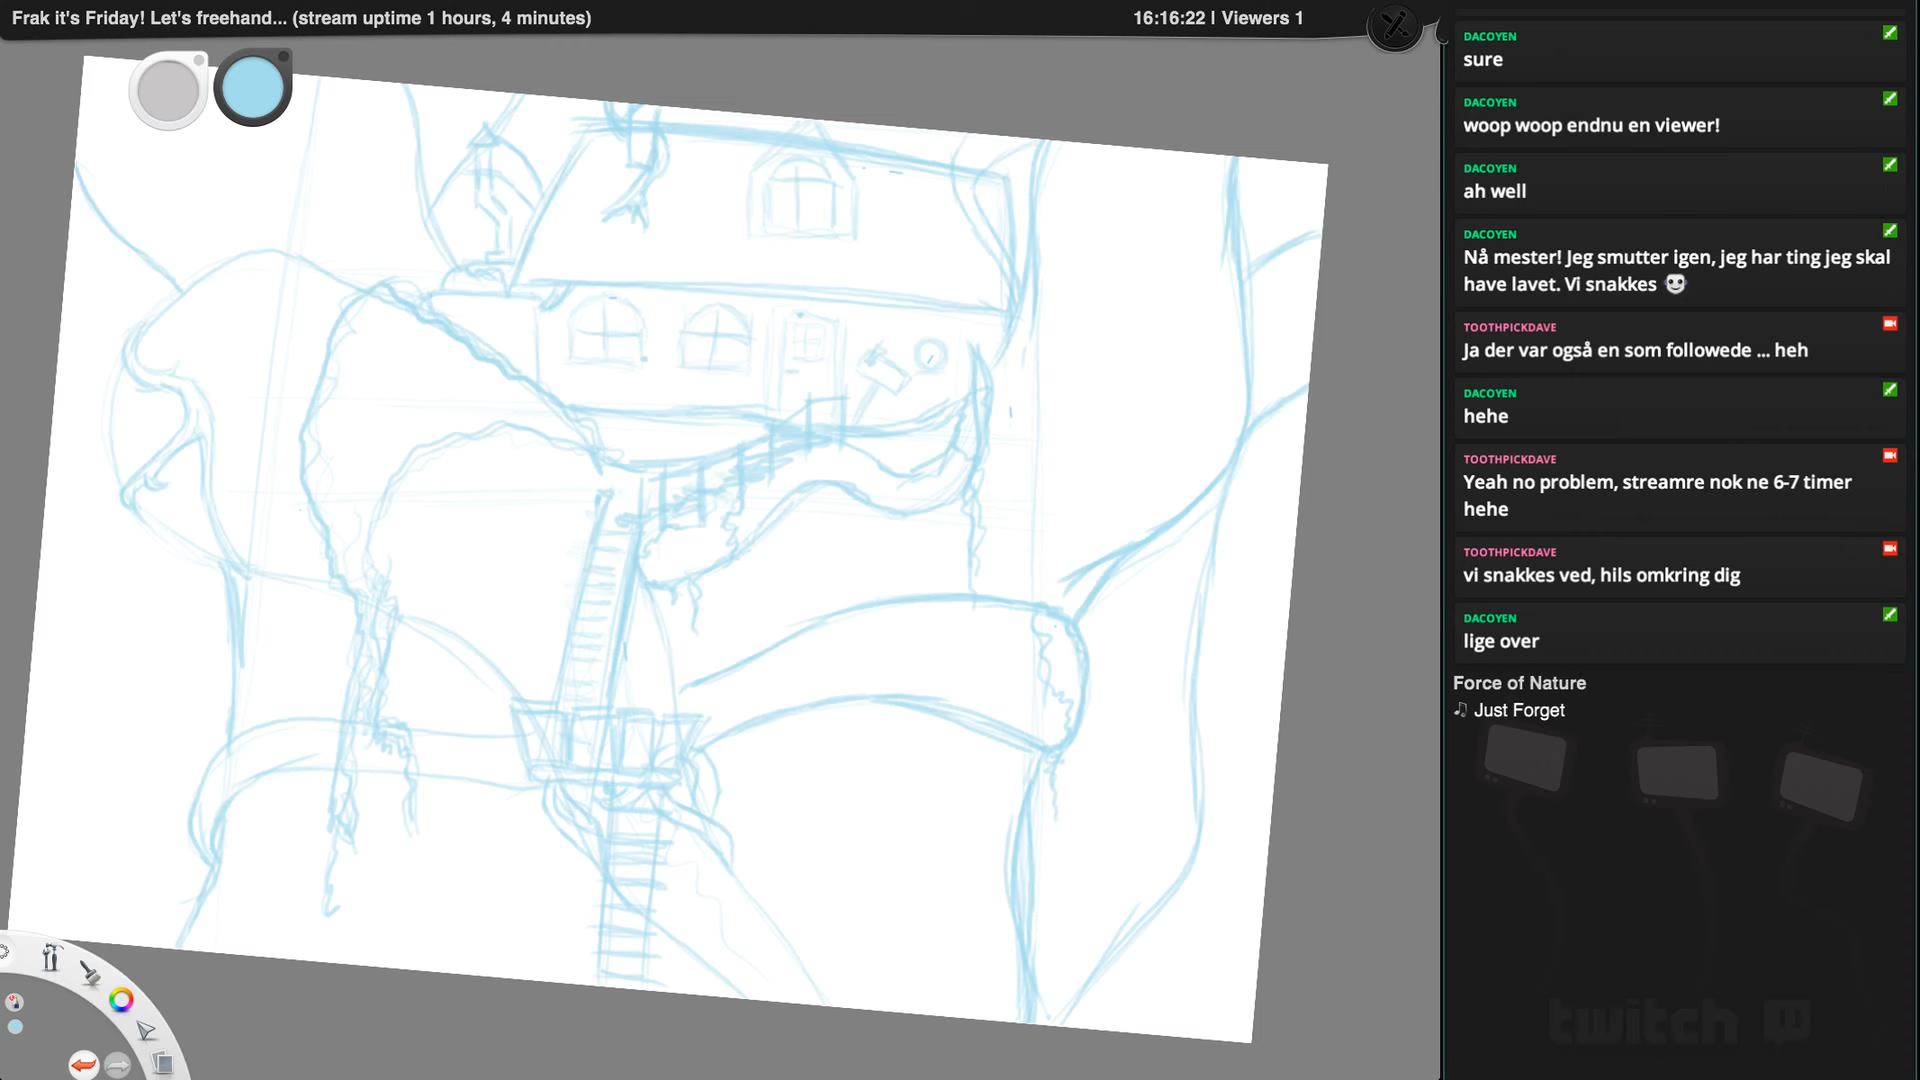 Frak it's Friday! Let's freehand... (stream uptime 1 hours, 4 minutes)
16:16:22 | Viewers 1
DACOYEN
sure
DACOYEN
woop woop endnu en viewer!
DACOYEN
ah well
DACOYEN
Nå mester! Jeg smutter igen, jeg har ting jeg skal
have lavet. Vi snakkes
TOOTHPICKDAVE
Ja der var også en som followede ... heh
DACOYEN
hehe
TOOTHPICKDAVE
Yeah no problem, streamre nok ne 6-7 timer
hehe
TOOTHPICKDAVE
vi snakkes ved, hils omkring dig
DACOYEN
lige over
Force of Nature
Just Forget
twitch